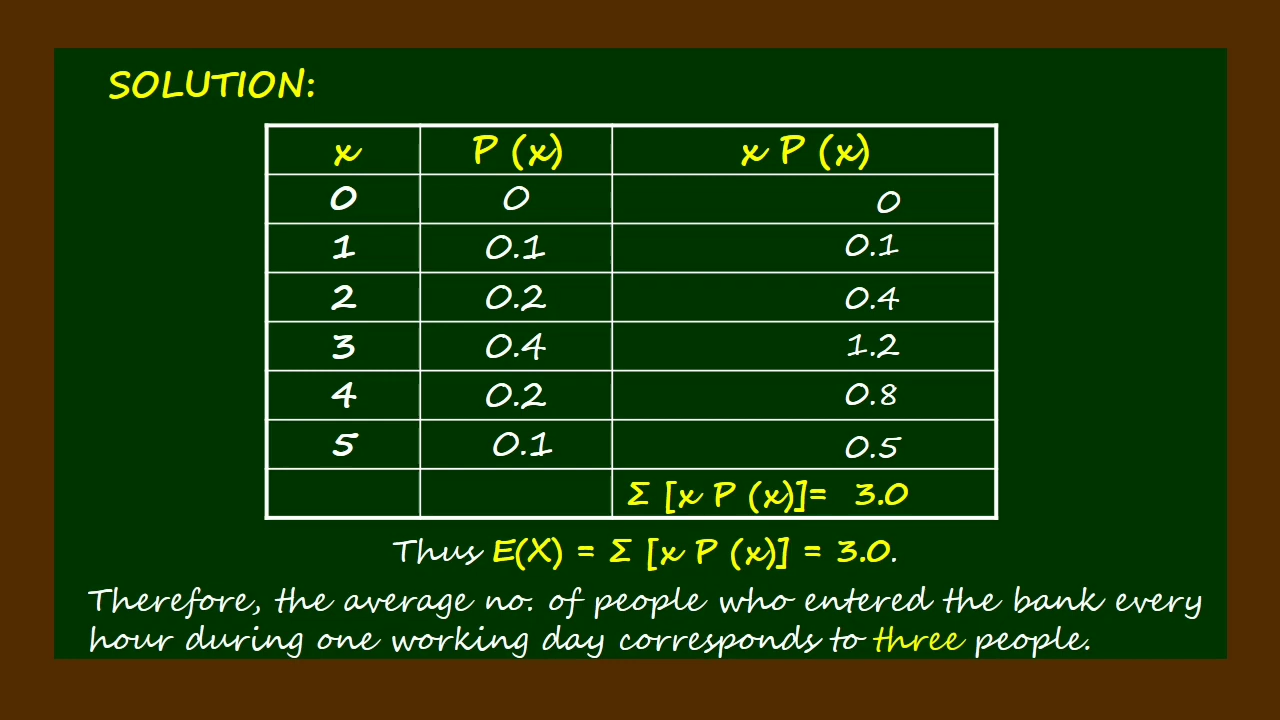 SOLUTION:
x P (x) x P (x)
0 0 0
1 0.1 0.1
2 0.2 0.4
3 0.4 1.2
4 0.2 0.8
5 0.1 0.5
Σ [x P (x)]= 3.0
Thus E(X) = Σ [x P (x)] = 3.0.
Therefore, the average no. of people who entered the bank every
hour during one working day corresponds to three people.